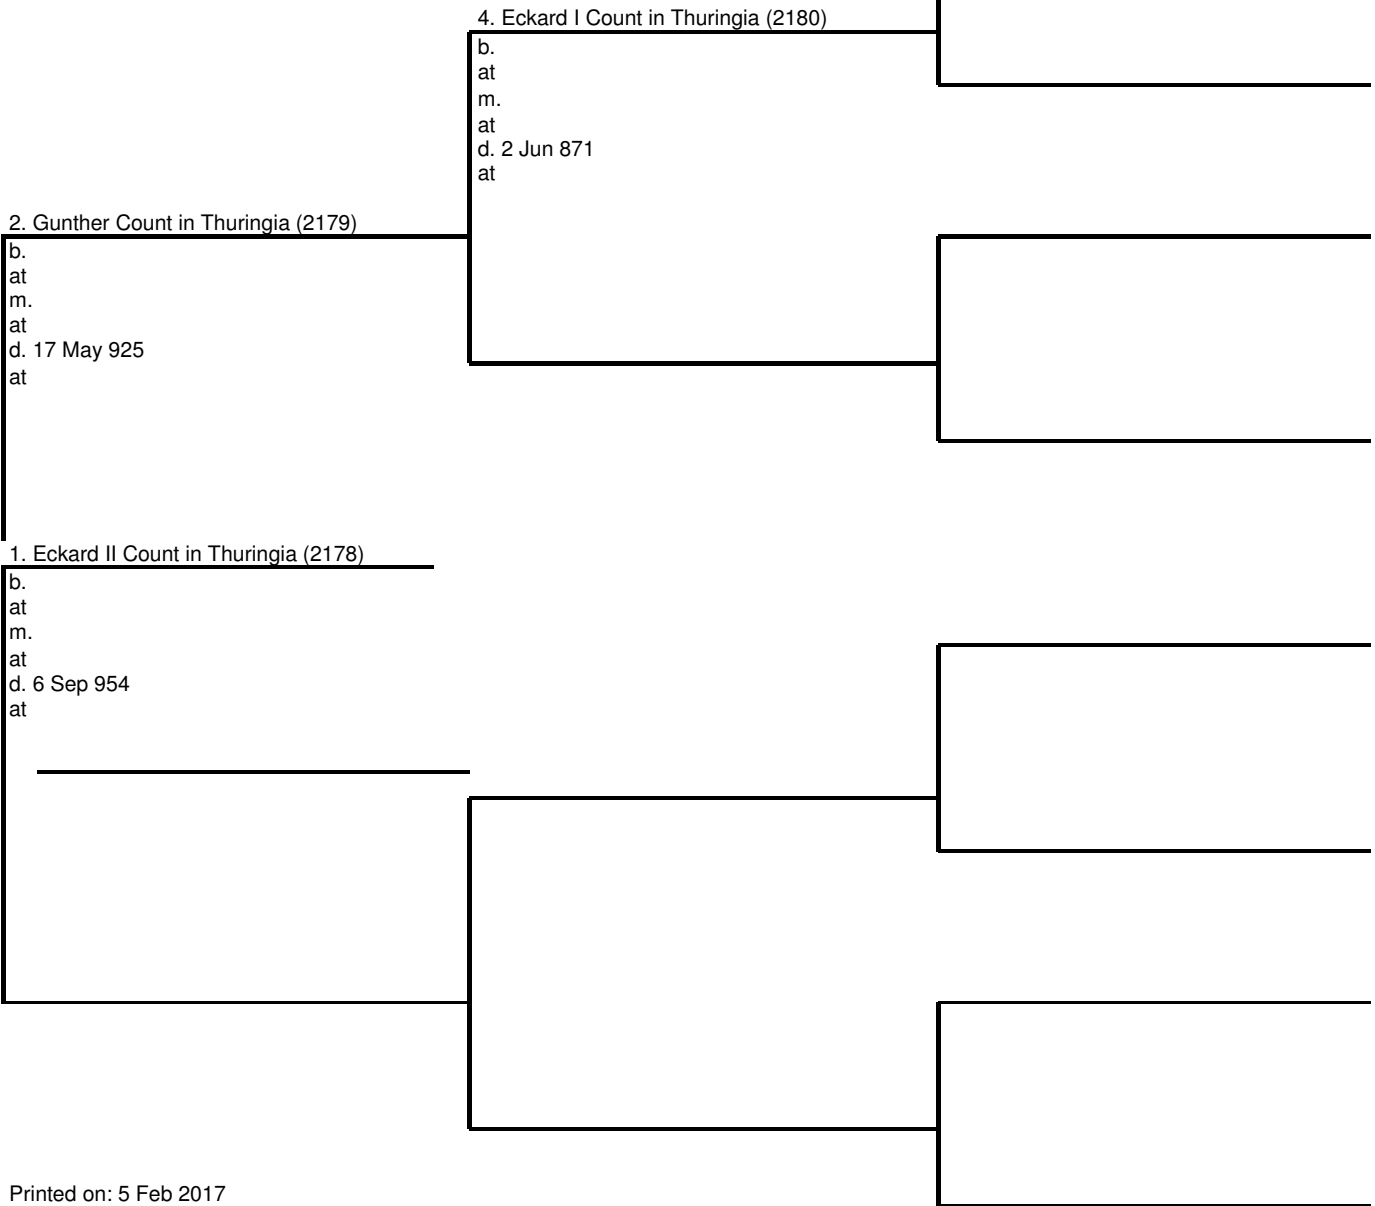 4. Eckard I Count in Thuringia (2180)
b.
at
m.
at
d. 2 Jun 871
at
2. Gunther Count in Thuringia (2179)
b.
at
m.
at
d. 17 May 925
at
1. Eckard II Count in Thuringia (2178)
b.
at
m.
at
d. 6 Sep 954
at
Printed on: 5 Feb 2017